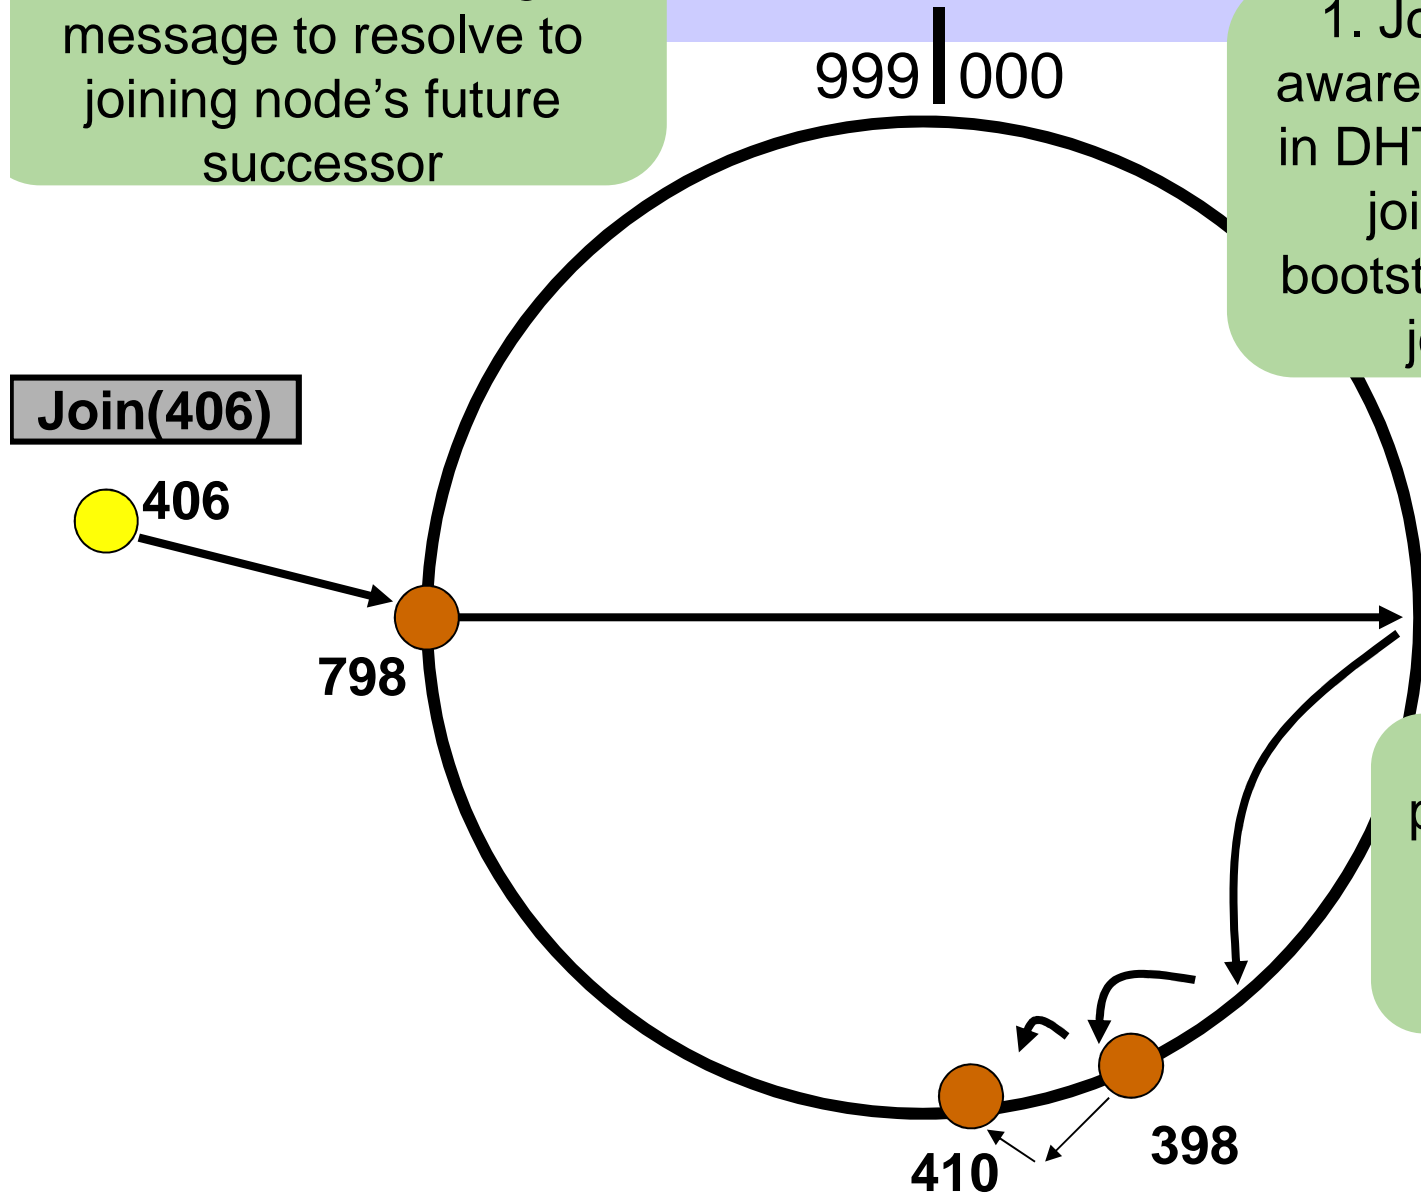 message to resolve to
joining node’s future
successor
999 000
1. Jo
aware
in DHT
joi
bootst
jo
Join(406)
406
798
p
410
398